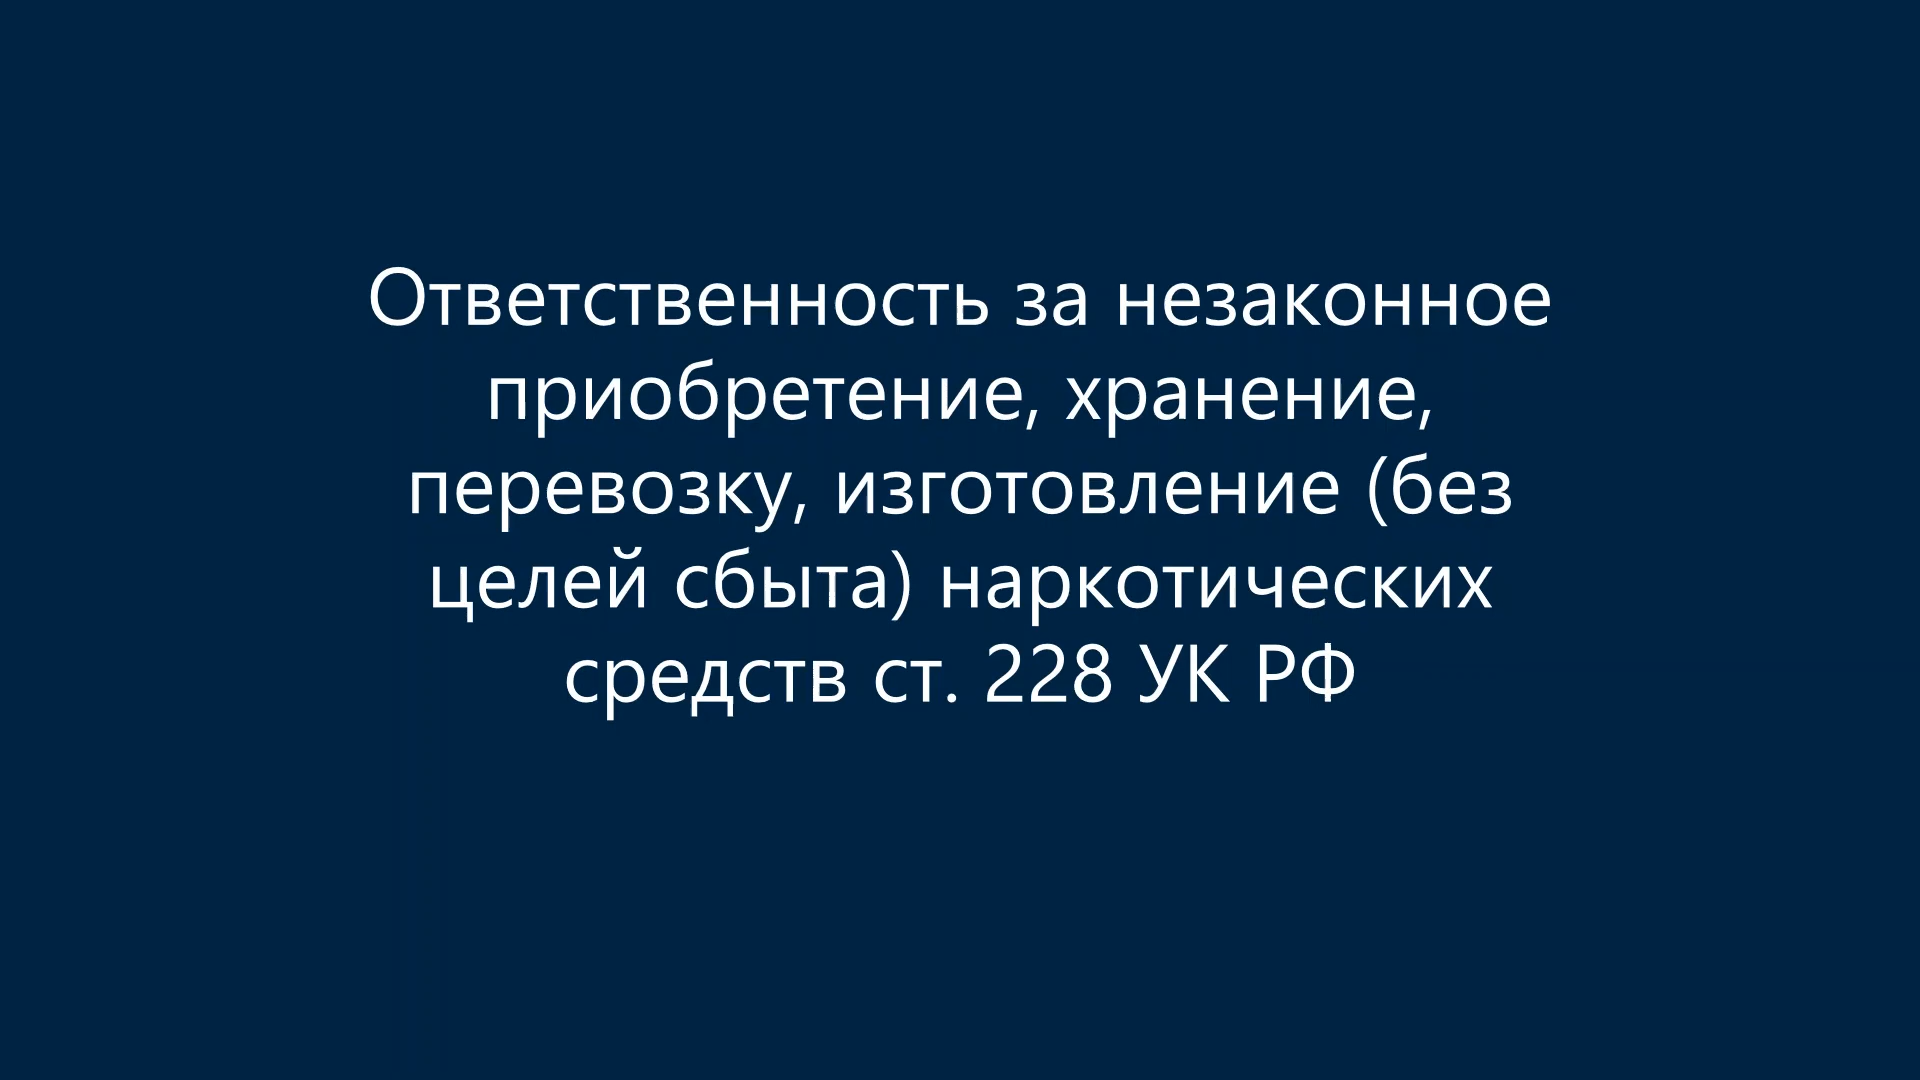 Ответственность за незаконное
приобретение, хранение,
перевозку, изготовление (без
целей сбыта) наркотических
средств ст. 228 УК РФ